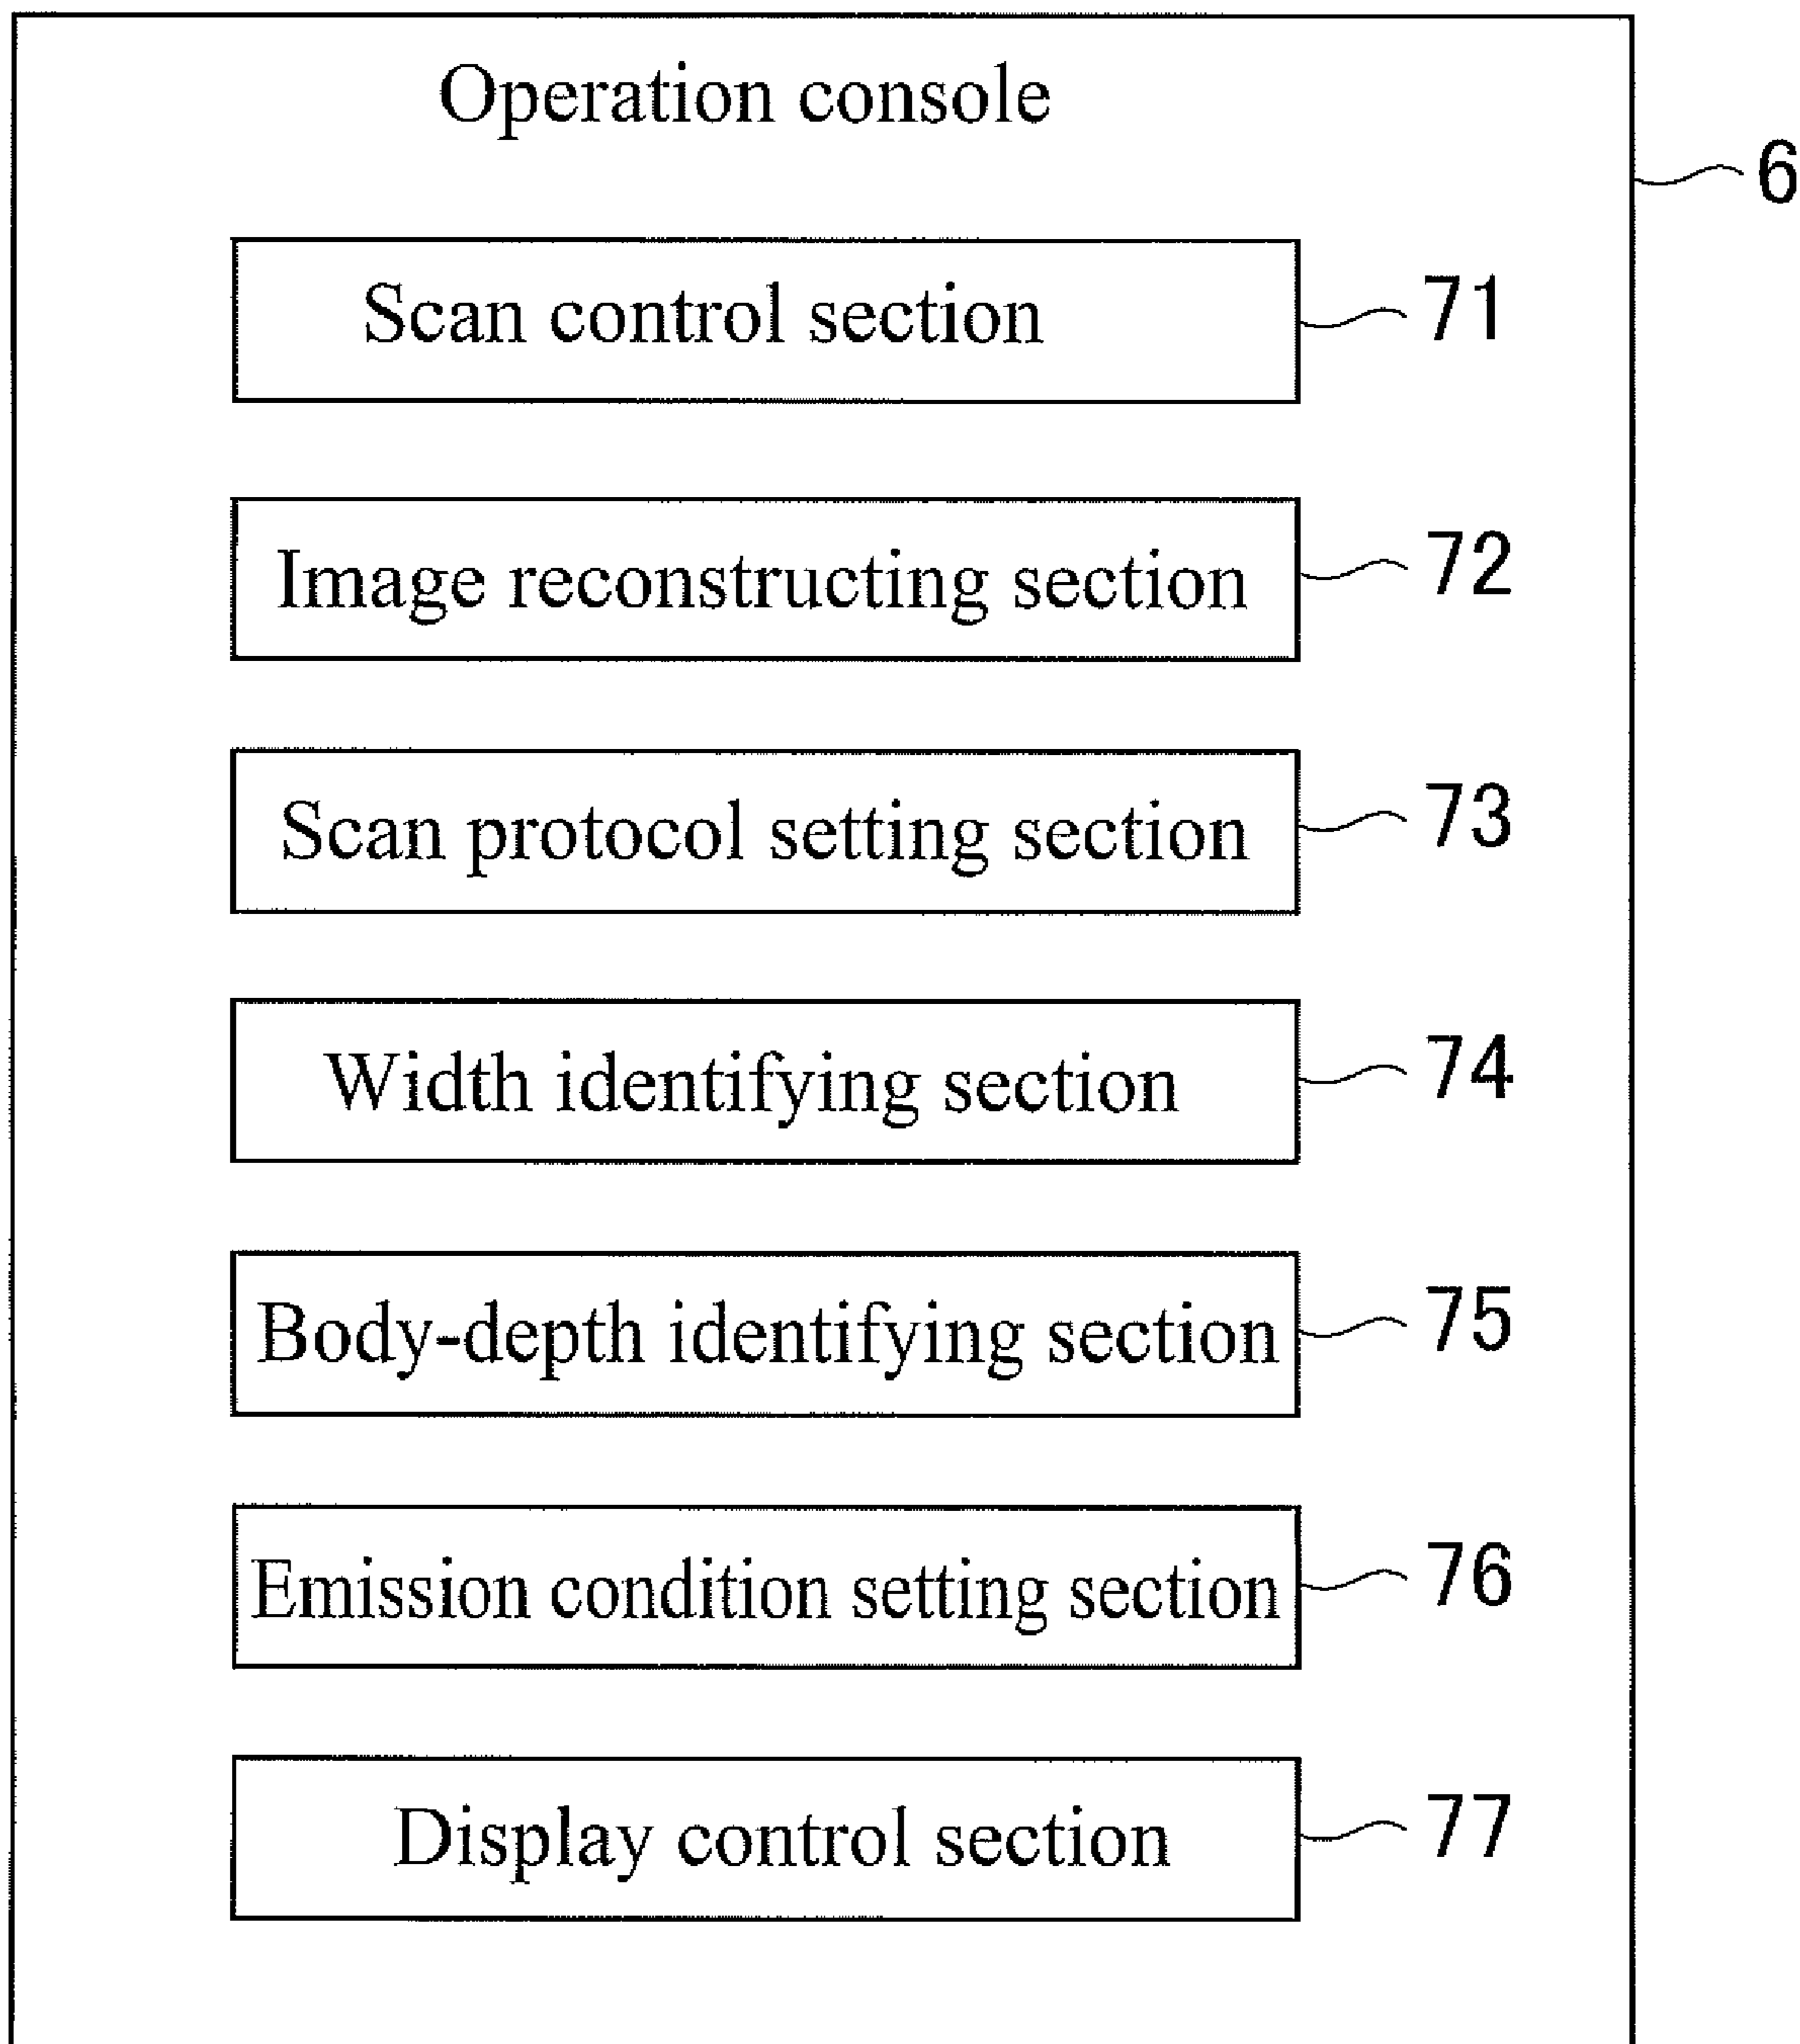 Operation console
6
Scan control section
71
Image reconstructing section
72
Scan protocol setting section
73
Width identifying section
74
Body-depth identifying section
75
Emission condition setting section
76
Display control section
77